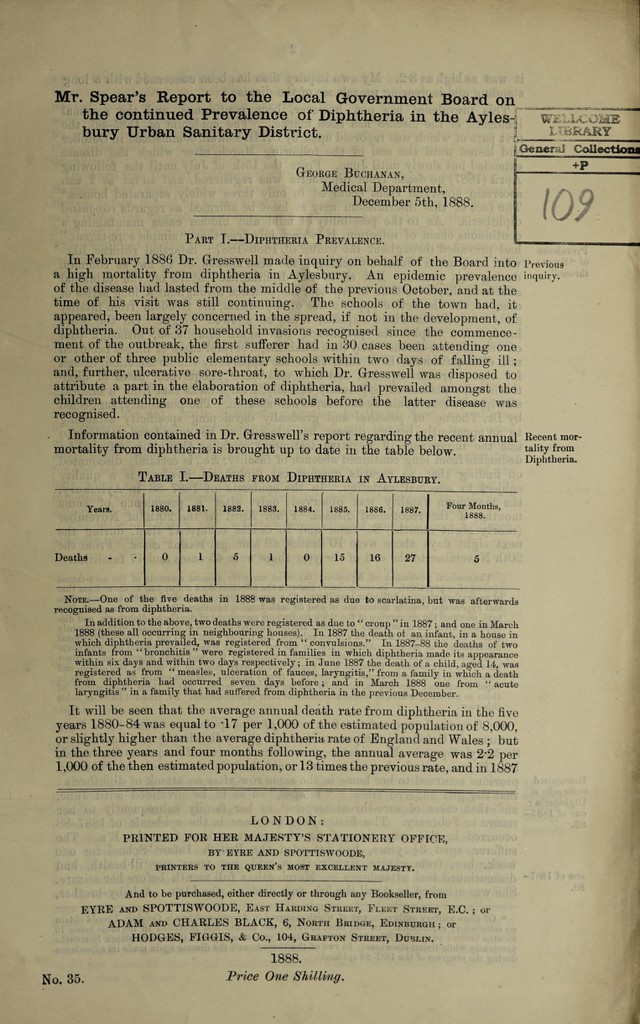 Mr. Spear's Report to the Local Government Board on
the continued Prevalence of Diphtheria in the Ayles-
bury Urban Sanitary District.
WELLCOME
LIBRARY
General Collections
+P
109
GEORGE BUCHANAN,
Medical Department,
December 5th, 1888.
PART I.—DIPHTHERIA PREVALENCE.
In February 1886 Dr. Gresswell made inquiry on behalf of the Board into
a high mortality from diphtheria in Aylesbury. An epidemic prevalence
of the disease had lasted from the middle of the previous October, and at the
time of his visit was still continuing. The schools of the town had, it
appeared, been largely concerned in the spread, if not in the development, of
diphtheria. Out of 37 household invasions recognised since the commence-
ment of the outbreak, the first sufferer had in 30 cases been attending one
or other of three public elementary schools within two days of falling ill;
and, further, ulcerative sore-throat, to which Dr. Gresswell was disposed to
attribute a part in the elaboration of diphtheria, had prevailed amongst the
children attending one of these schools before the latter disease was
recognised.
Previous
inquiry.
Information contained in Dr. Gresswell's report regarding the recent annual
mortality from diphtheria is brought up to date in the table below.
Recent mor-
tality from
Diphtheria.
TABLE I.—DEATHS FROM DIPHTHERIA IN AYLESBURY.
Years. 1880. 1881. 1882. 1883. 1884. 1885. 1886. 1887. Four Months, 1888.
Deaths - - 0 1 5 1 0 15 16 27 5
NOTE.—One of the five deaths in 1888 was registered as due to scarlatina, but was afterwards
recognised as from diphtheria.
In addition to the above, two deaths were registered as due to "croup" in 1887; and one in March
1888 (these all occurring in neighbouring houses). In 1887 the death of an infant, in a house in
which diphtheria prevailed, was registered from "convulsions." In 1887-88 the deaths of two
infants from "bronchitis" were registered in families in which diphtheria made its appearance
within six days and within two days respectively; in June 1887 the death of a child, aged 14, was
registered as from "measles, ulceration of fauces, laryngitis," from a family in which a death
from diphtheria had occurred seven days before; and in March 1888 one from "acute
laryngitis" in a family that had suffered from diphtheria in the previous December.
It will be seen that the average annual death rate from diphtheria in the five
years 1880-84 was equal to ·17 per 1,000 of the estimated population of 8,000,
or slightly higher than the average diphtheria rate of England and Wales; but
in the three years and four months following, the annual average was 2·2 per
1,000 of the then estimated population, or 13 times the previous rate, and in 1887
LONDON:
PRINTED FOR HER MAJESTY'S STATIONERY OFFICE,
BY EYRE AND SPOTTISWOODE,
PRINTERS TO THE QUEEN'S MOST EXCELLENT MAJESTY.
And to be purchased, either directly or through any Bookseller, from
EYRE AND SPOTTISWOODE, EAST HARDING STREET, FLEET STREET, E.C.; or
ADAM AND CHARLES BLACK, 6, NORTH BRIDGE, EDINBURGH; or
HODGES, FIGGIS, & Co., 104, GRAFTON STREET, DUBLIN.
1888.
No. 35.
Price One Shilling.